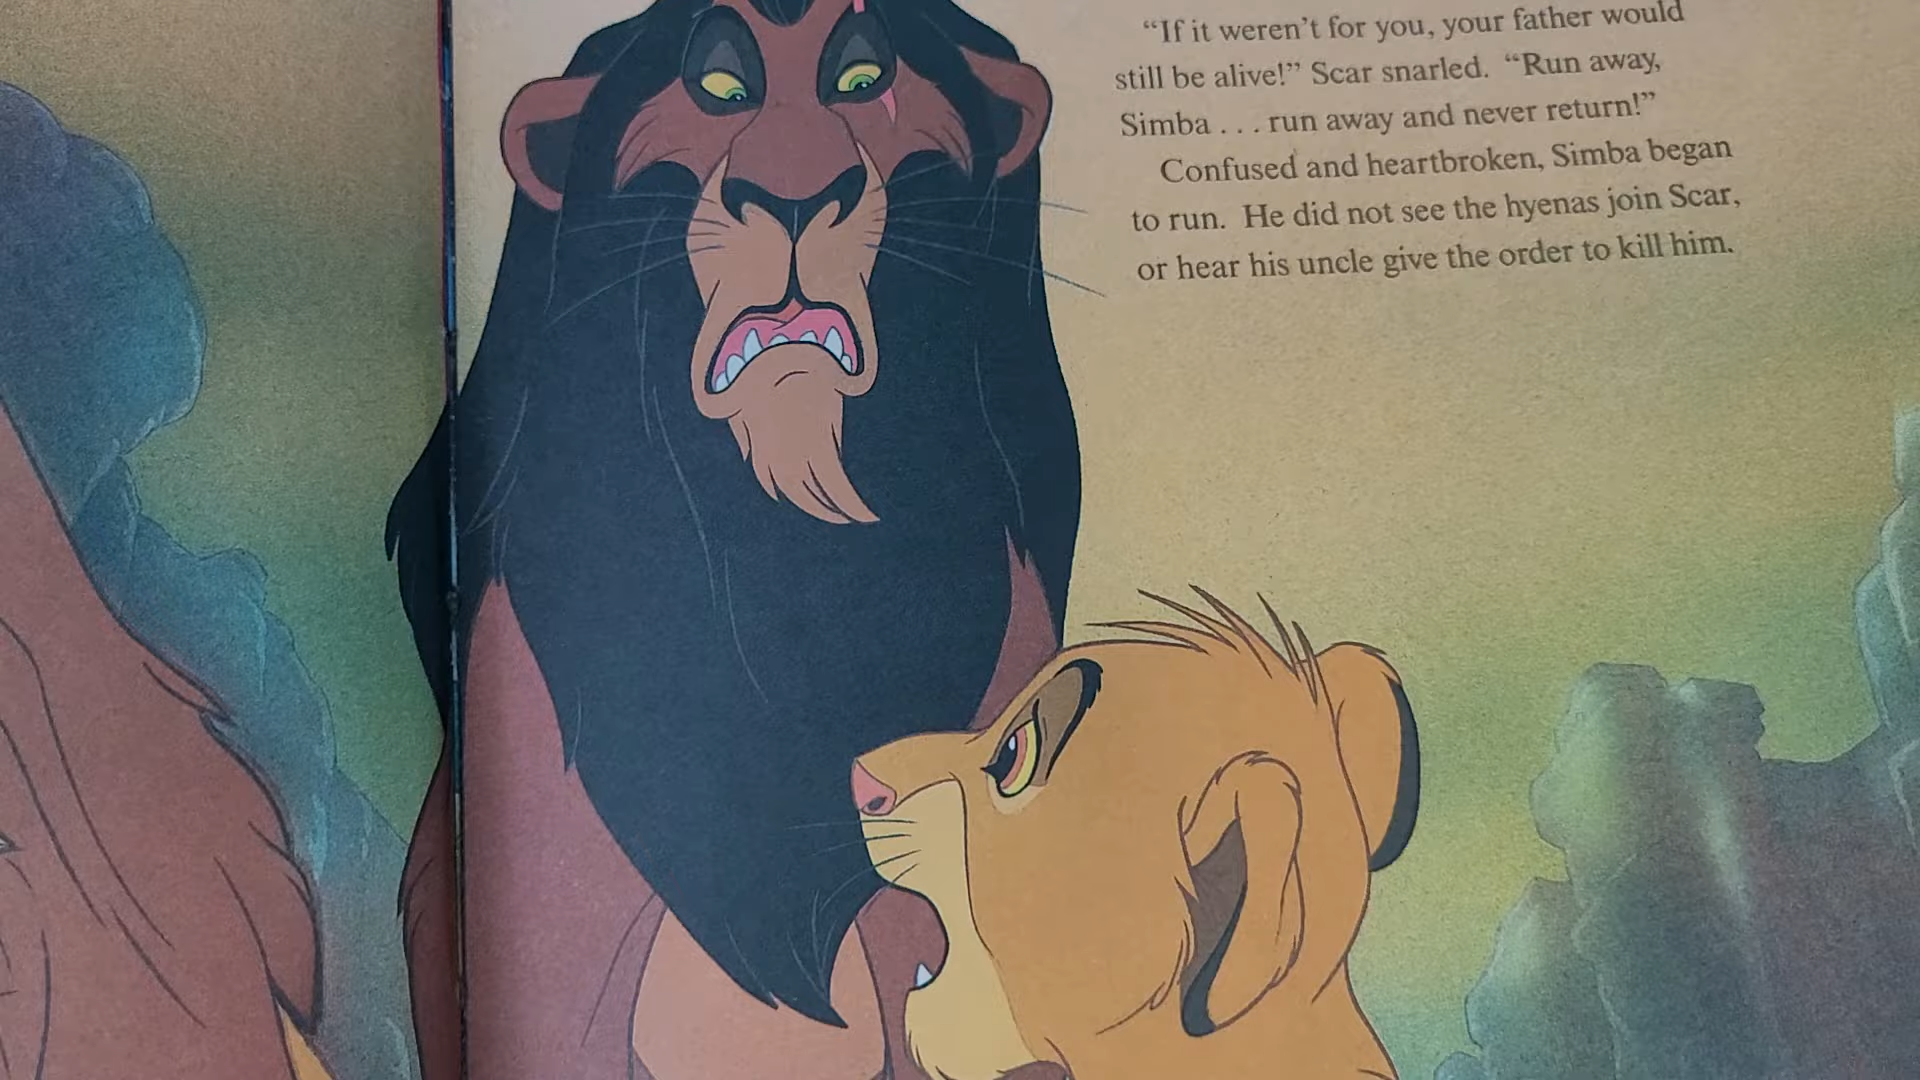 “If it weren’t for you, your father would
still be alive!” Scar snarled. “Run away,
Simba . . . run away and never return!”
Confused and heartbroken, Simba began
to run. He did not see the hyenas join Scar,
or hear his uncle give the order to kill him.